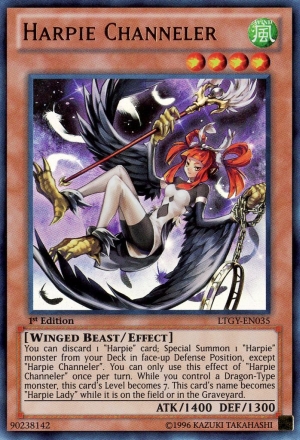 HARPIE CHANNELER
WIND
風
1st Edition
LTGY-EN035
[WINGED BEAST/EFFECT]
You can discard 1 "Harpie" card; Special Summon 1 "Harpie"
monster from your Deck in face-up Defense Position, except
"Harpie Channeler". You can only use this effect of "Harpie
Channeler" once per turn. While you control a Dragon-Type
monster, this card's Level becomes 7. This card's name becomes
"Harpie Lady" while it is on the field or in the Graveyard.
ATK/1400 DEF/1300
90238142
©1996 KAZUKI TAKAHASHI